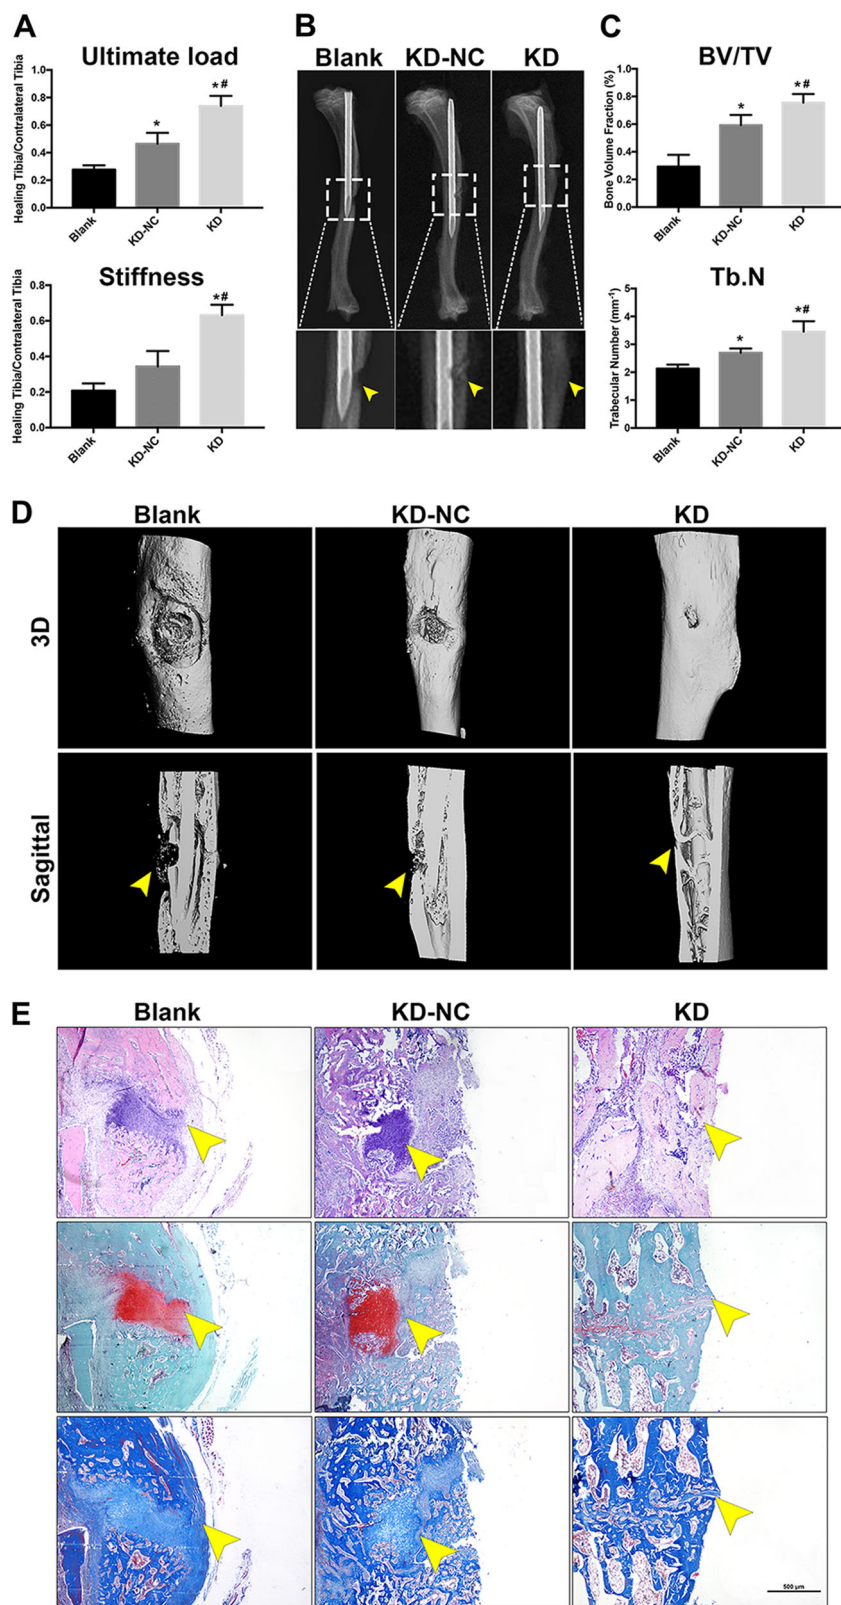 A
Ultimate load
Healing Tibia/Contralateral Tibia
1.0
0.8
0.6
0.4
0.2
0.0
*
*#
Blank
KD-NC
KD
Stiffness
Healing Tibia/Contralateral Tibia
0.8
0.6
0.4
0.2
0.0
*#
Blank
KD-NC
KD
B
Blank KD-NC KD
C
BV/TV
Bone Volume Fraction (%)
1.0
0.8
0.6
0.4
0.2
0.0
*
*#
Blank
KD-NC
KD
Tb.N
Trabecular Number (mm-1)
5
4
3
2
1
0
*
*#
Blank
KD-NC
KD
D
Blank KD-NC KD
3D
Sagittal
E
Blank KD-NC KD
500 μm